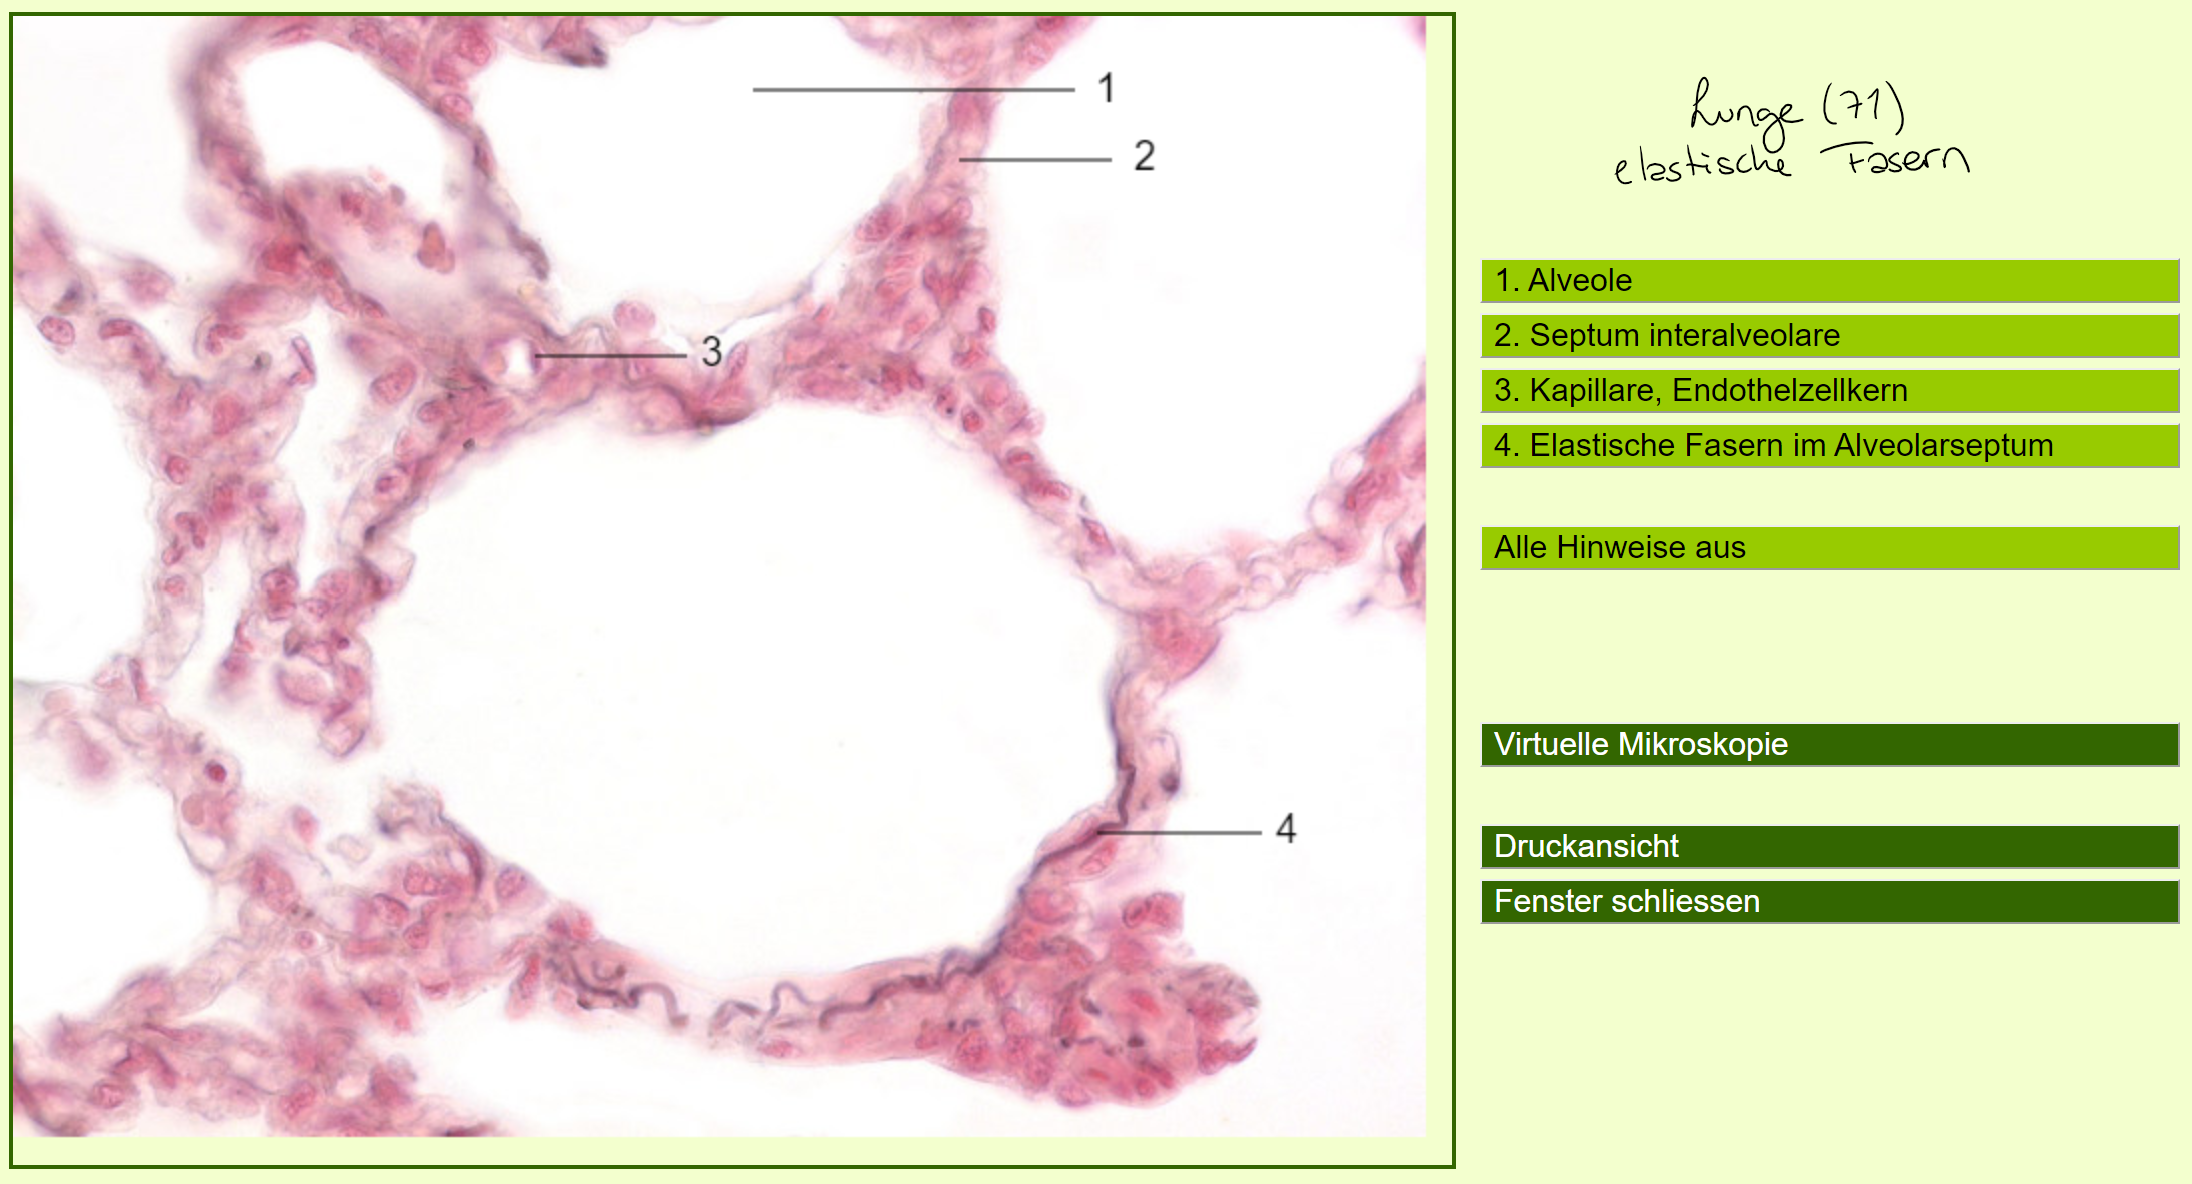 1
2
3
4
Lunge (71)
elastische Fasern
1. Alveole
2. Septum interalveolare
3. Kapillare, Endothelzellkern
4. Elastische Fasern im Alveolarseptum
Alle Hinweise aus
Virtuelle Mikroskopie
Druckansicht
Fenster schliessen